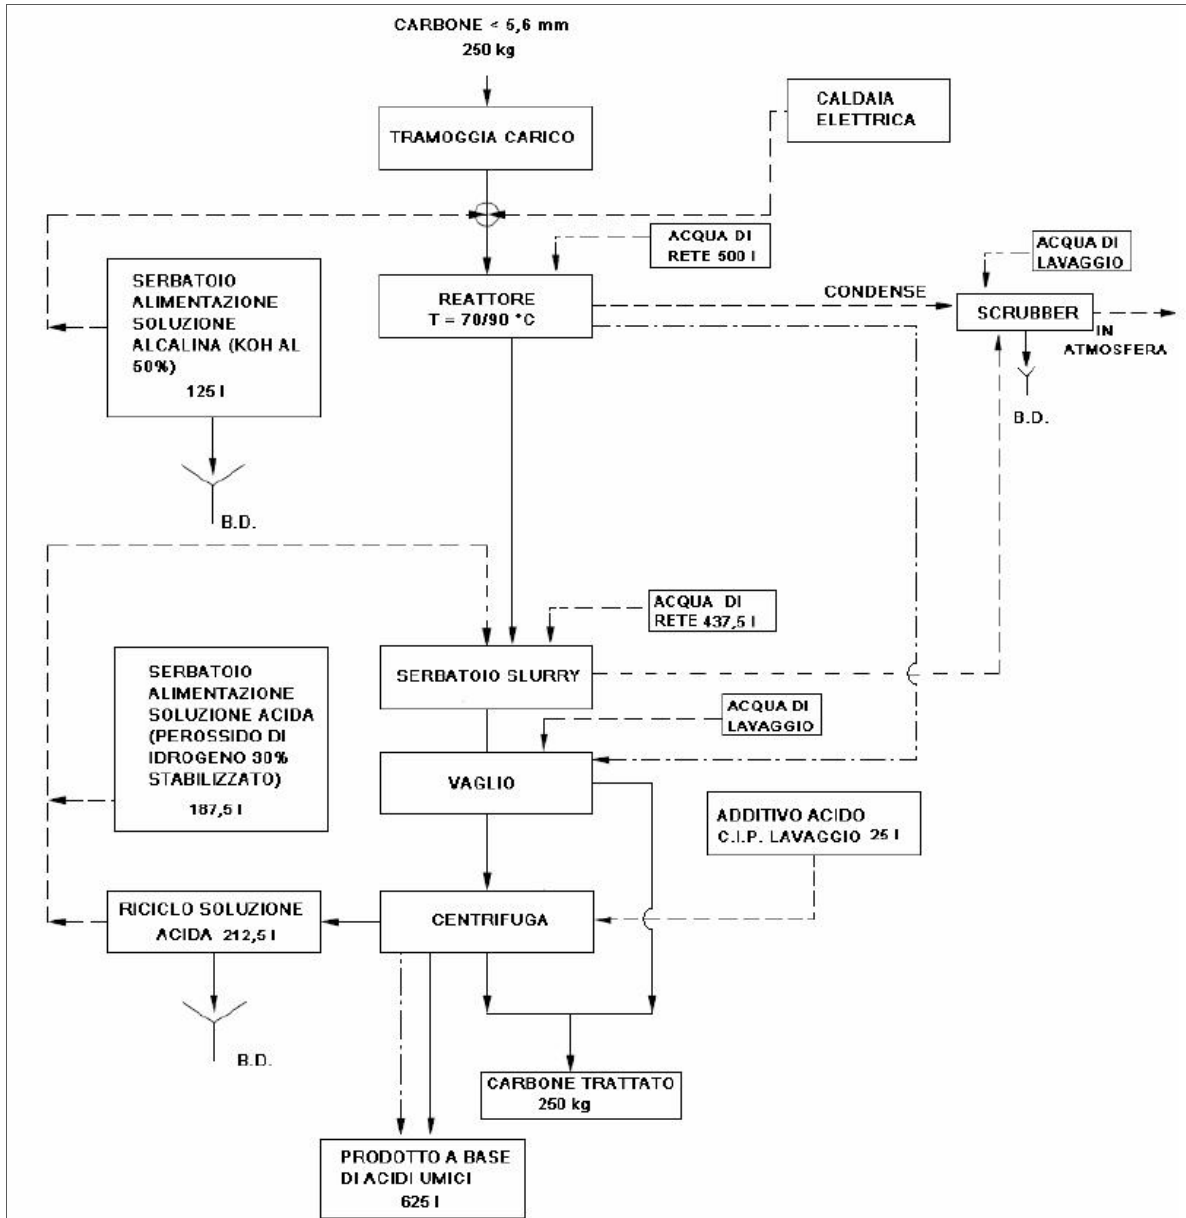 CARBONE < 5,6 mm
250 kg
CALDAIA
ELETTRICA
TRAMOGGIA CARICO
ACQUA DI
RETE 500 l
ACQUA DI
LAVAGGIO
SERBATOIO
ALIMENTAZIONE
SOLUZIONE
ALCALINA (KOH AL
50%)
125 l
REATTORE
T = 70/90 °C
CONDENSE
SCRUBBER
IN
ATMOSFERA
B.D.
B.D.
ACQUA DI
RETE 437,5 l
SERBATOIO SLURRY
SERBATOIO
ALIMENTAZIONE
SOLUZIONE ACIDA
(PEROSSIDO DI
IDROGENO 30%
STABILIZZATO)
187,5 l
ACQUA DI
LAVAGGIO
VAGLIO
ADDITIVO ACIDO
C.I.P. LAVAGGIO 25 l
RICICLO SOLUZIONE
ACIDA 212,5 l
CENTRIFUGA
B.D.
CARBONE TRATTATO
250 kg
PRODOTTO A BASE
DI ACIDI UMICI
625 l